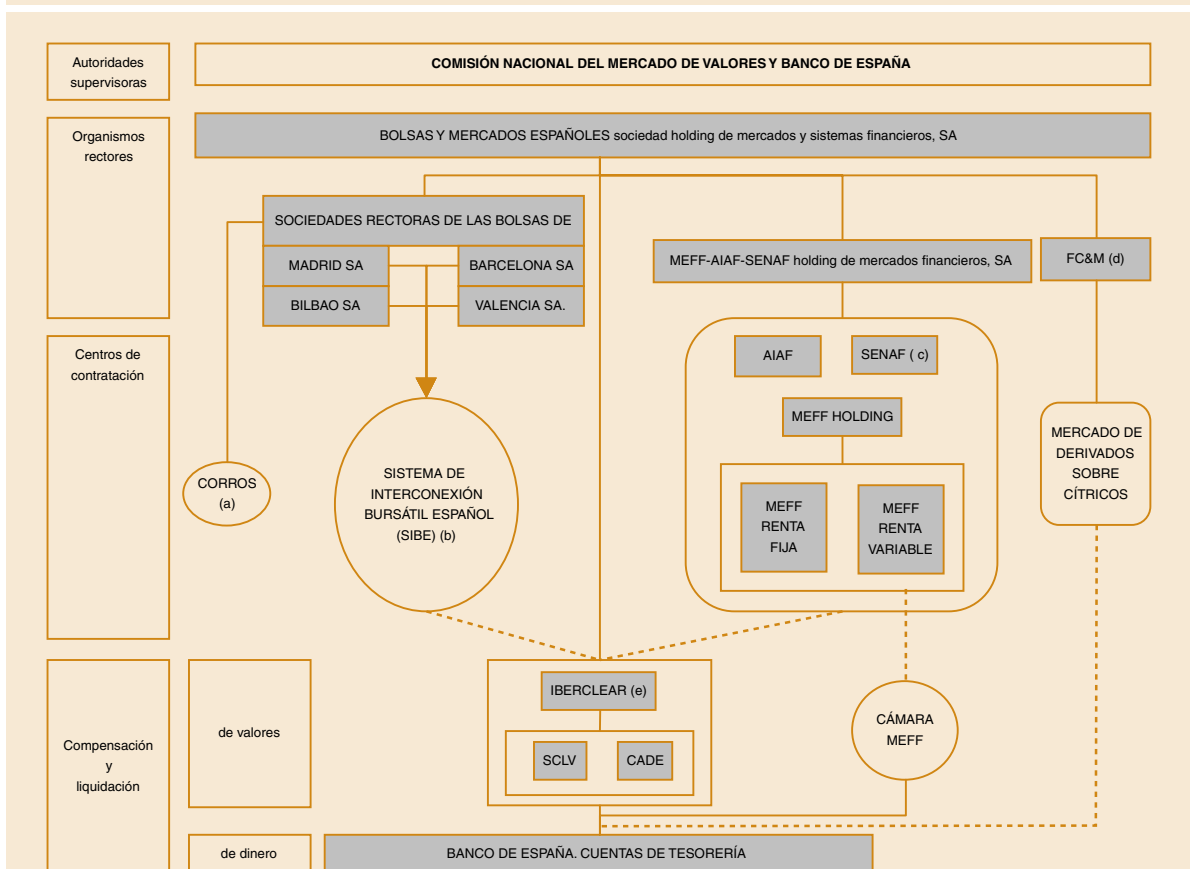 Autoridades
supervisoras
COMISIÓN NACIONAL DEL MERCADO DE VALORES Y BANCO DE ESPAÑA
Organismos
rectores
BOLSAS Y MERCADOS ESPAÑOLES sociedad holding de mercados y sistemas financieros, SA
SOCIEDADES RECTORAS DE LAS BOLSAS DE
MADRID SA
BARCELONA SA
BILBAO SA
VALENCIA SA.
MEFF-AIAF-SENAF holding de mercados financieros, SA
FC&M (d)
Centros de
contratación
AIAF
SENAF ( c)
MEFF HOLDING
MEFF
RENTA
FIJA
MEFF
RENTA
VARIABLE
MERCADO DE
DERIVADOS
SOBRE
CÍTRICOS
CORROS
(a)
SISTEMA DE
INTERCONEXIÓN
BURSÁTIL ESPAÑOL
(SIBE) (b)
Compensación
y
liquidación
de valores
IBERCLEAR (e)
SCLV
CADE
CÁMARA
MEFF
de dinero
BANCO DE ESPAÑA. CUENTAS DE TESORERÍA